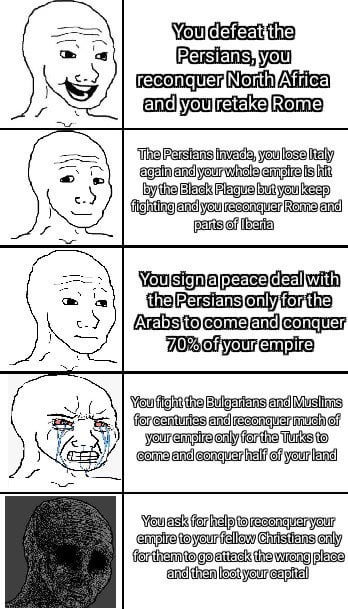 You defeat the
Persians, you
reconquer North Africa
and you retake Rome
The Persians invade, you lose Italy
again and your whole empire is hit
by the Black Plague but you keep
fighting and you reconquer Rome and
parts of Iberia
You sign a peace deal with
the Persians only for the
Arabs to come and conquer
70% of your empire
You fight the Bulgarians and Muslims
for centuries and reconquer much of
your empire only for the Turks to
come and conquer half of your land
You ask for help to reconquer your
empire to your fellow Christians only
for them to go attack the wrong place
and then loot your capital